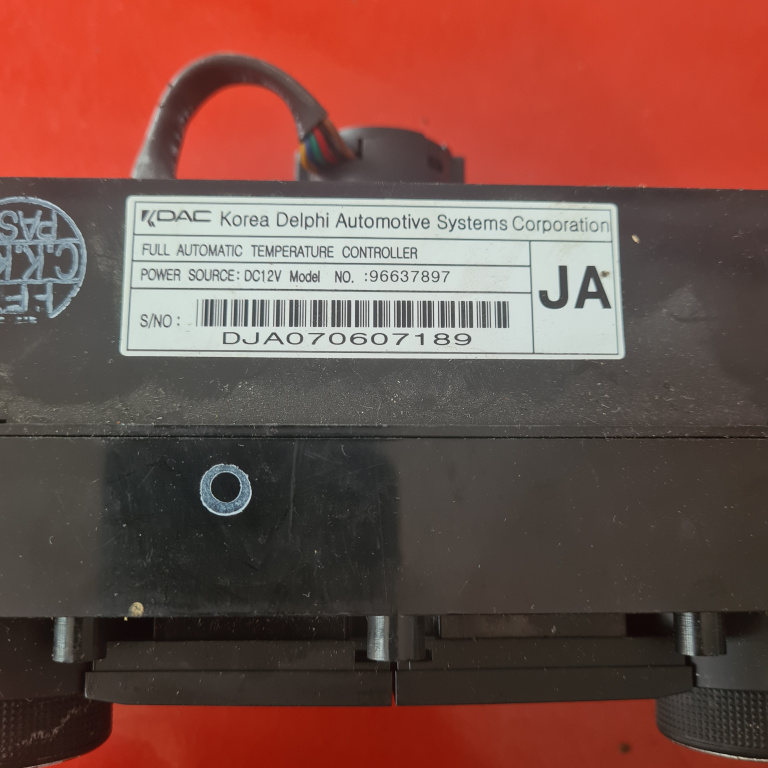 KDAC Korea Delphi Automotive Systems Corporation
FULL AUTOMATIC TEMPERATURE CONTROLLER
POWER SOURCE: DC12V Model NO. :96637897
JA
S/NO :
DJA070607189
PAS
C.K.K